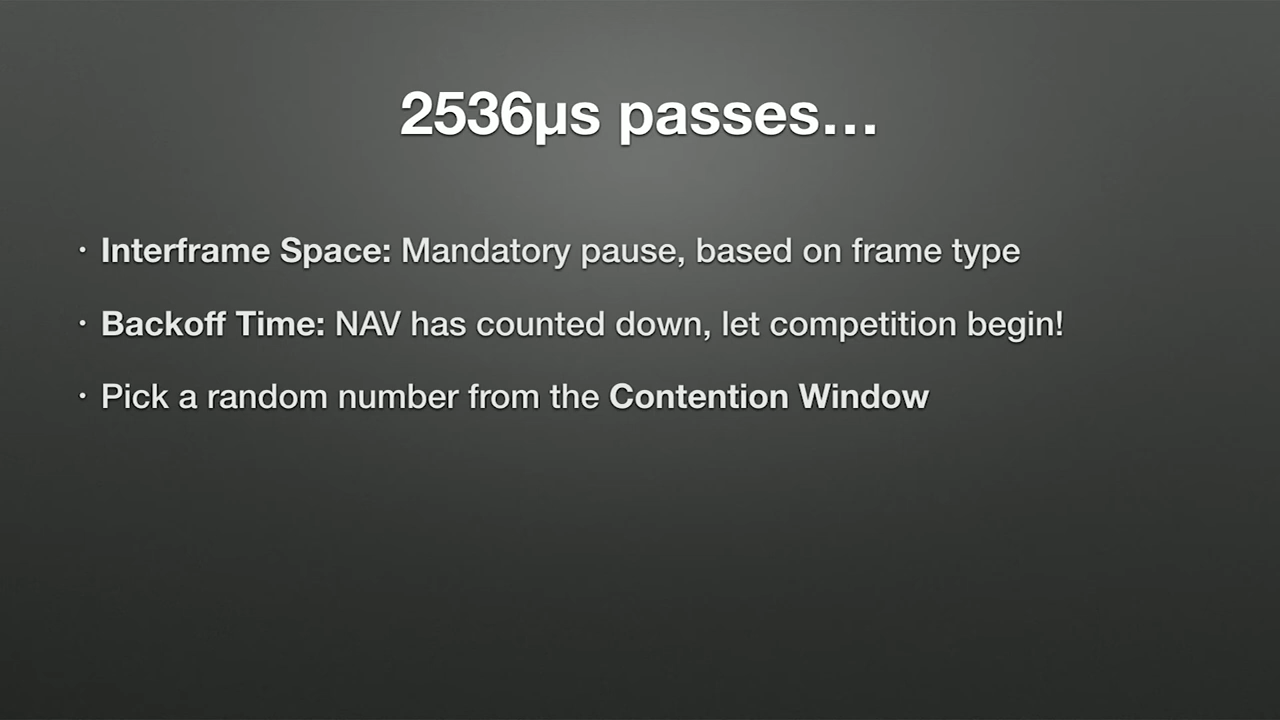 2536µs passes…
· Interframe Space: Mandatory pause, based on frame type
· Backoff Time: NAV has counted down, let competition begin!
· Pick a random number from the Contention Window